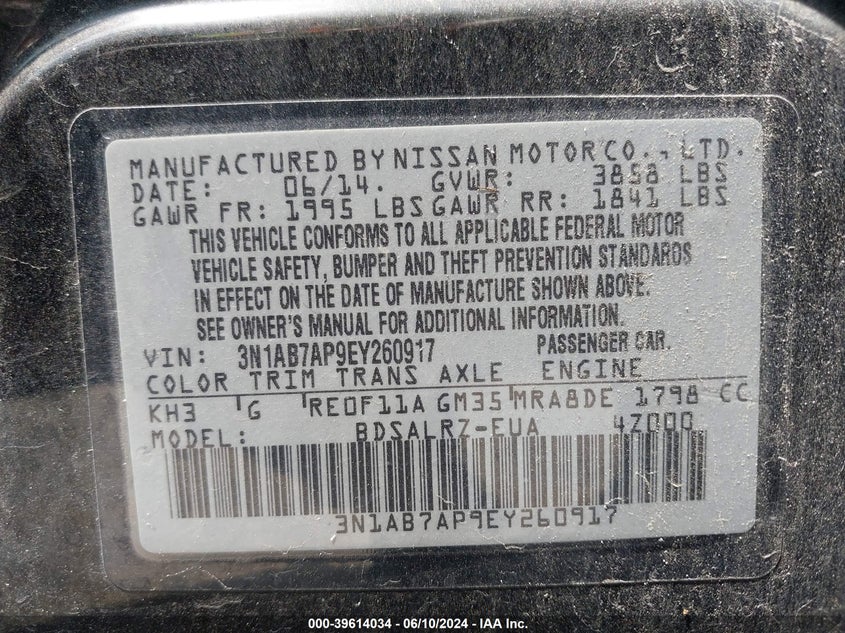 MANUFACTURED BY NISSAN MOTOR CO., LTD.
DATE: 06/14. GVWR: 3858 LBS
GAWR FR: 1995 LBS GAWR RR: 1841 LBS
THIS VEHICLE CONFORMS TO ALL APPLICABLE FEDERAL MOTOR
VEHICLE SAFETY, BUMPER AND THEFT PREVENTION STANDARDS
IN EFFECT ON THE DATE OF MANUFACTURE SHOWN ABOVE.
SEE OWNER'S MANUAL FOR ADDITIONAL INFORMATION.
VIN: 3N1AB7AP9EY260917 PASSENGER CAR.
COLOR TRIM TRANS AXLE ENGINE
KH3 G RE0F11A GM35 MRA8DE 1798 CC
MODEL: BDSALRZ-EUA 4Z000
3N1AB7AP9EY260917
000-39614034 - 06/10/2024 - IAA Inc.